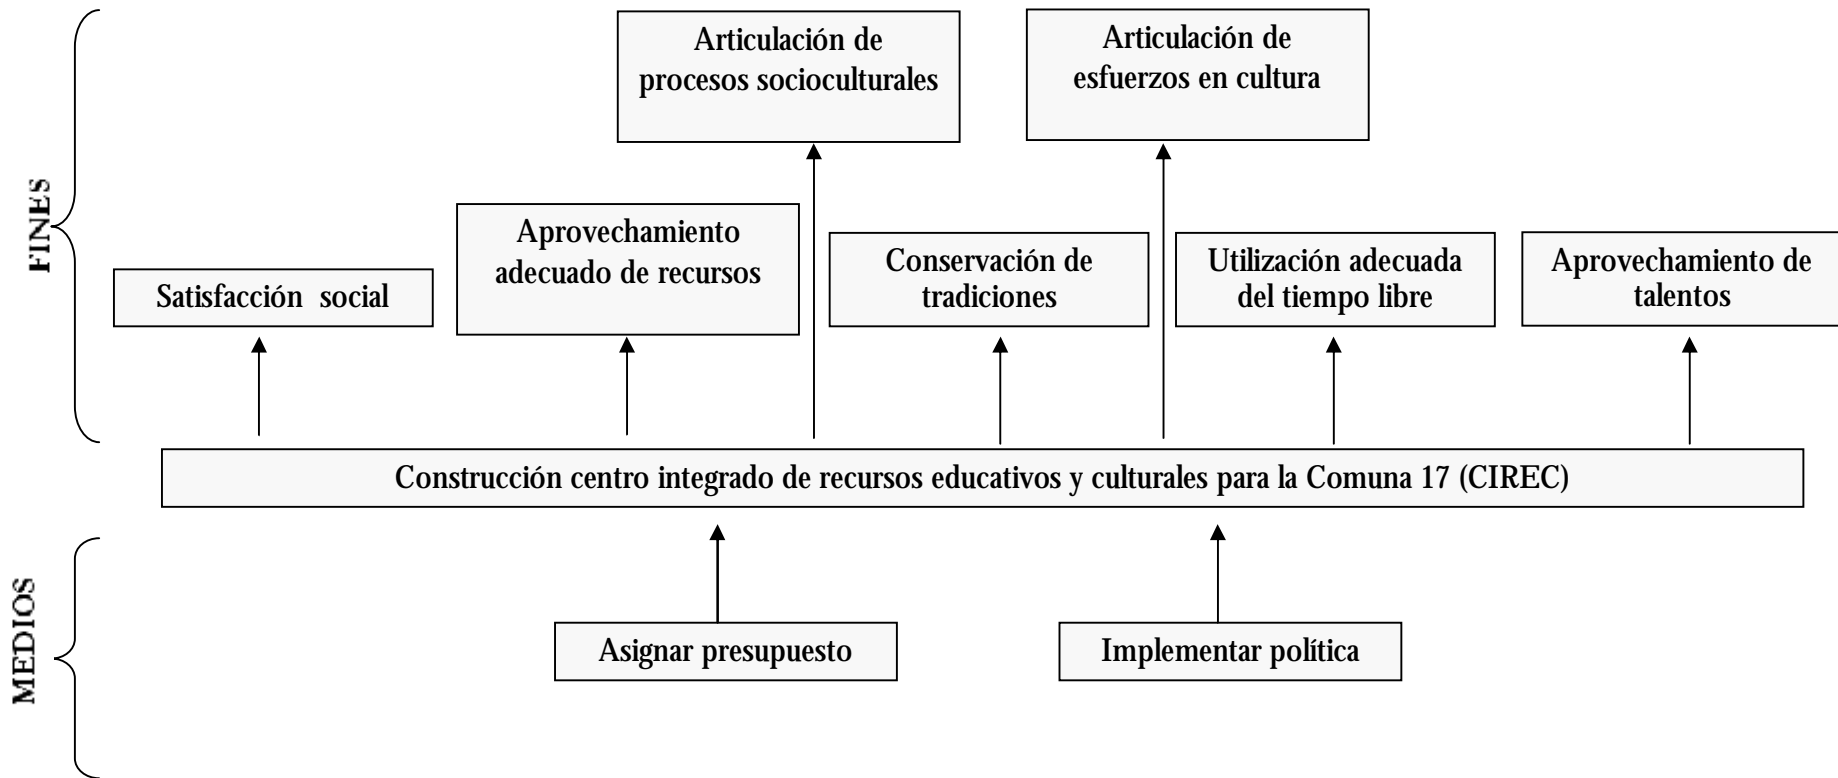 Articulación de
procesos socioculturales
Articulación de
esfuerzos en cultura
FINES
Satisfacción social
Aprovechamiento
adecuado de recursos
Conservación de
tradiciones
Utilización adecuada
del tiempo libre
Aprovechamiento de
talentos
Construcción centro integrado de recursos educativos y culturales para la Comuna 17 (CIREC)
MEDIOS
Asignar presupuesto
Implementar política